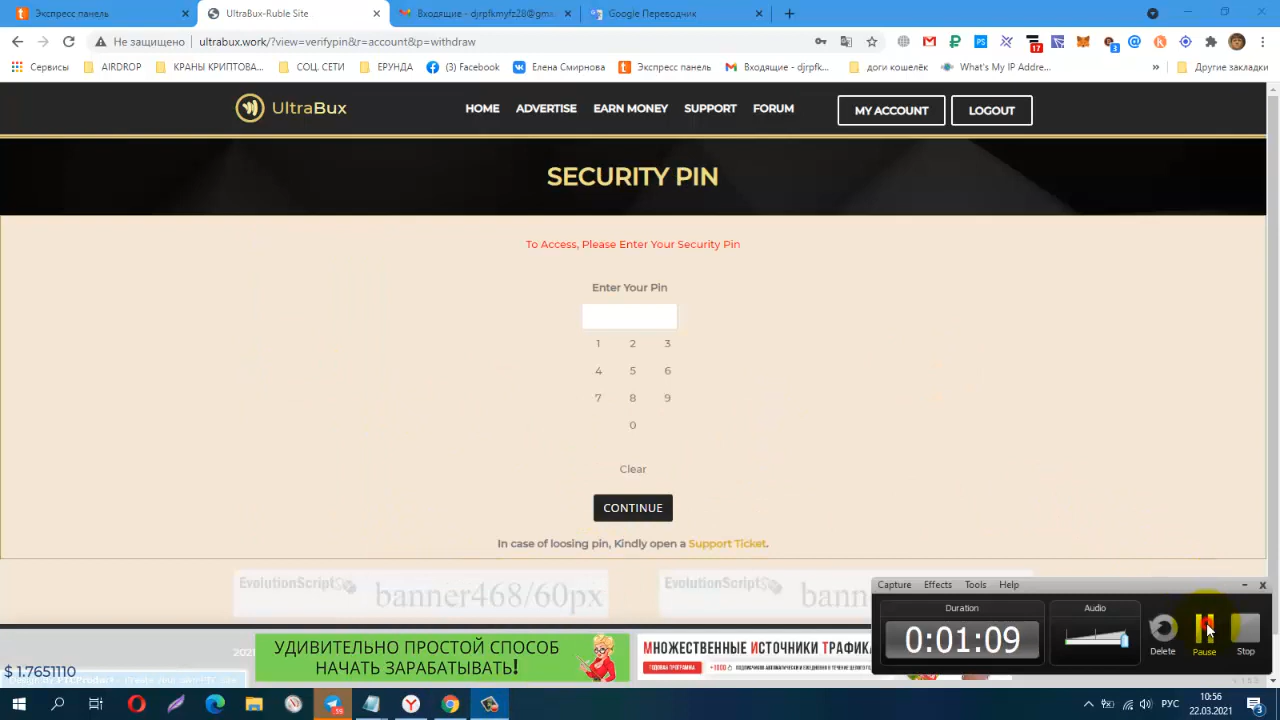 Экспресс панель
UltraBux-Ruble Site
Входящие - djrpfkmyfz28@gma
Google Переводчик
Не защищено
ultrabux.work/?view=verifypin&r=account&p=withdraw
17
3
Сервисы
AIRDROP
КРАНЫ КРИПТОВА...
СОЦ. СЕТИ
ЕРУНДА
(3) Facebook
Елена Смирнова
Экспресс панель
Входящие - djrpfk...
доги кошелёк
What's My IP Addre...
»
Другие закладки
UltraBux
HOME
ADVERTISE
EARN MONEY
SUPPORT
FORUM
MY ACCOUNT
LOGOUT
SECURITY PIN
To Access, Please Enter Your Security Pin
Enter Your Pin
1 2 3
4 5 6
7 8 9
0
Clear
CONTINUE
In case of loosing pin, Kindly open a Support Ticket.
EvolutionScript
banner468/60px
EvolutionScript
bann
Capture Effects Tools Help
Duration
0:01:09
Audio
Delete
Pause
Stop
УДИВИТЕЛЬНО ПРОСТОЙ СПОСОБ
НАЧАТЬ ЗАРАБАТЫВАТЬ!
МНОЖЕСТВЕННЫЕ ИСТОЧНИКИ ТРАФИК
$ 1.7651110
РУС
10:56
22.03.2021
3